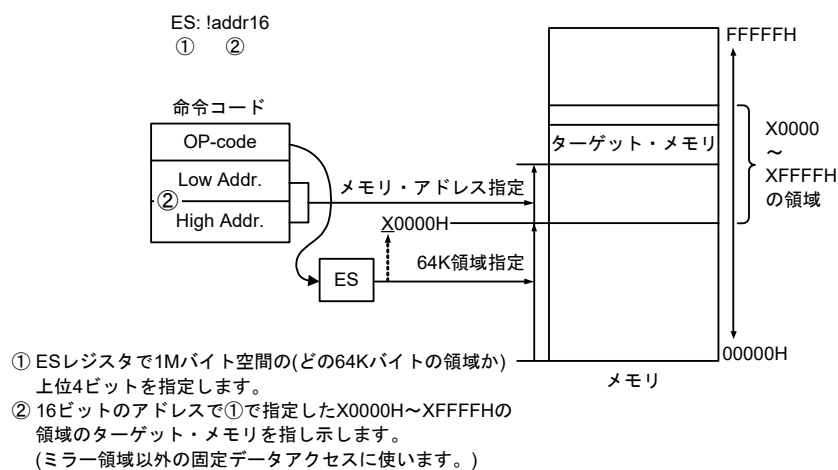 ES: !addr16
① ②
命令コード
OP-code
Low Addr.
②
High Addr.
メモリ・アドレス指定
X0000H
64K領域指定
ES
FFFFFH
ターゲット・メモリ
X0000
～
XFFFFH
の領域
00000H
メモリ
① ESレジスタで1Mバイト空間の(どの64Kバイトの領域か)
上位4ビットを指定します。
② 16ビットのアドレスで①で指定したX0000H～XFFFFHの
領域のターゲット・メモリを指し示します。
(ミラー領域以外の固定データアクセスに使います。)